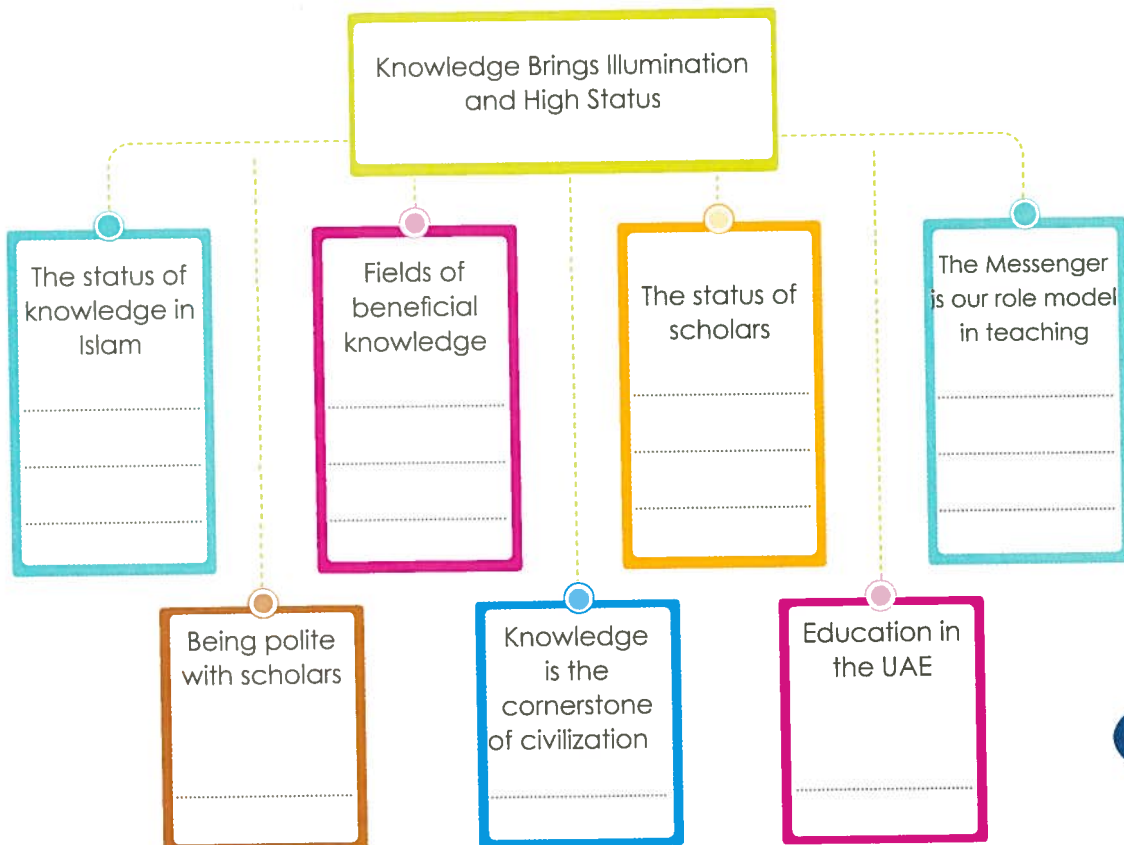 Knowledge Brings Illumination
and High Status
The status of
knowledge in
Islam
Fields of
beneficial
knowledge
The status of
scholars
The Messenger
is our role model
in teaching
Being polite
with scholars
Knowledge
is the
cornerstone
of civilization
Education in
the UAE